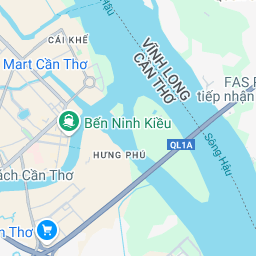 Hậu
CÁI KHẾ
VĨNH LONG
CẦN THƠ
Mart Cần Thơ
FAS
tiếp nhận
Bến Ninh Kiều
HƯNG PHÚ
QL1A
Sông Hậu
ách Cần Thơ
n Thơ